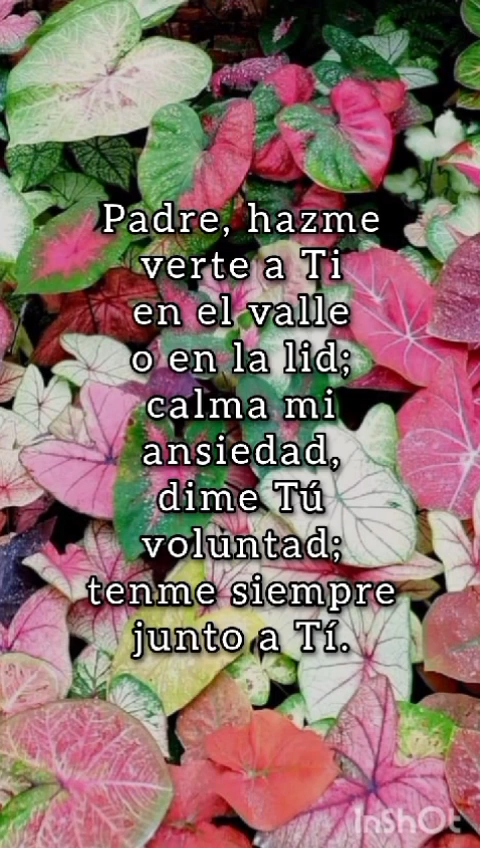 Padre, hazme
verte a Ti
en el valle
o en la lid;
calma mi
ansiedad,
dime Tú
voluntad;
tenme siempre
junto a Tí.
InShOt